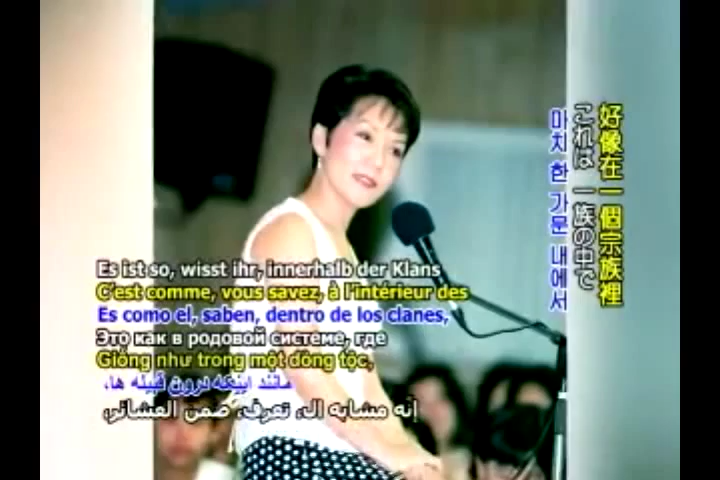 好像在一個宗族裡
これは 一族の中で
마치 한 가문 내에서
Es ist so, wisst ihr, innerhalb der Klans
C'est comme, vous savez, à l'intérieur des
Es como el, saben, dentro de los clanes,
Это как в родовой системе, где
Giống như trong một dòng tộc,
مانند اینکه درون قبیله ها،
إنه مشابه ال، تعرف، ضمن العشائر،